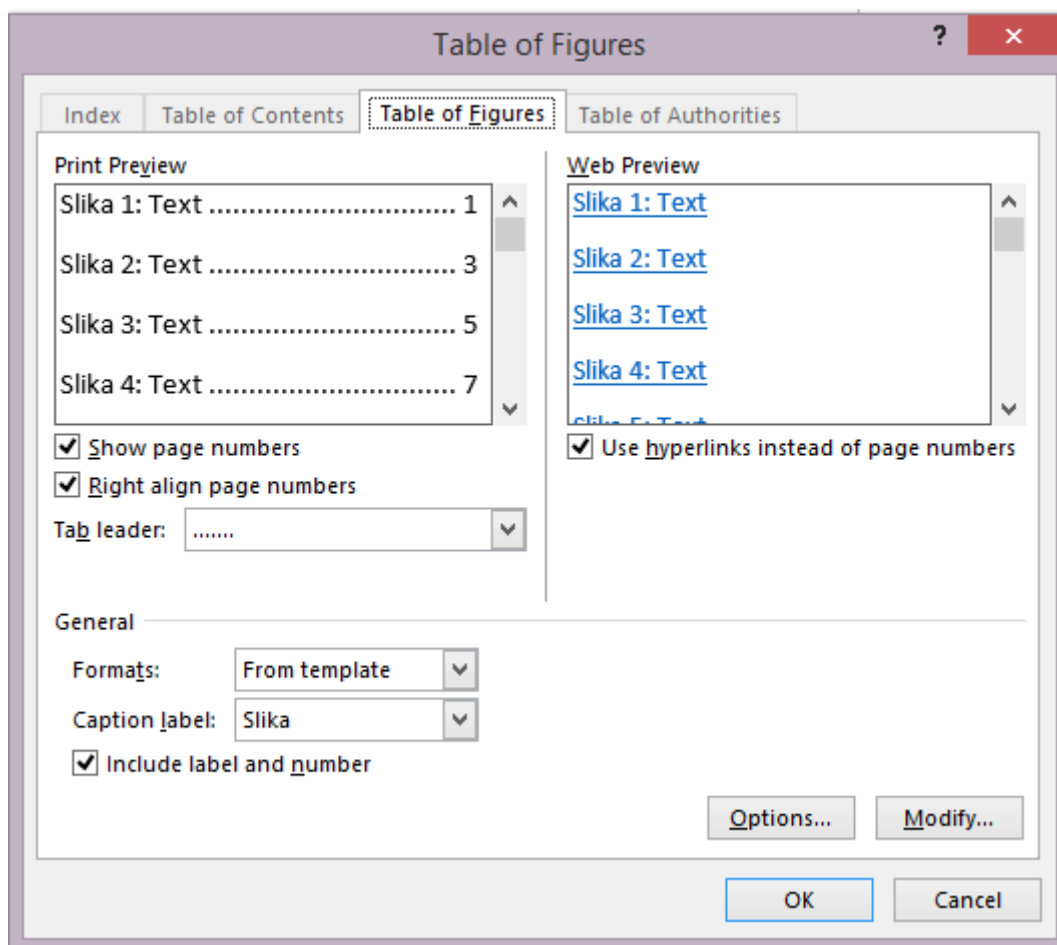 Table of Figures
?
Index Table of Contents Table of Figures Table of Authorities
Print Preview
Slika 1: Text .............................. 1
Slika 2: Text .............................. 3
Slika 3: Text .............................. 5
Slika 4: Text .............................. 7
Show page numbers
Right align page numbers
Tab leader: .......
Web Preview
Slika 1: Text
Slika 2: Text
Slika 3: Text
Slika 4: Text
Slika 5: Text
Use hyperlinks instead of page numbers
General
Formats: From template
Caption label: Slika
Include label and number
Options... Modify...
OK Cancel